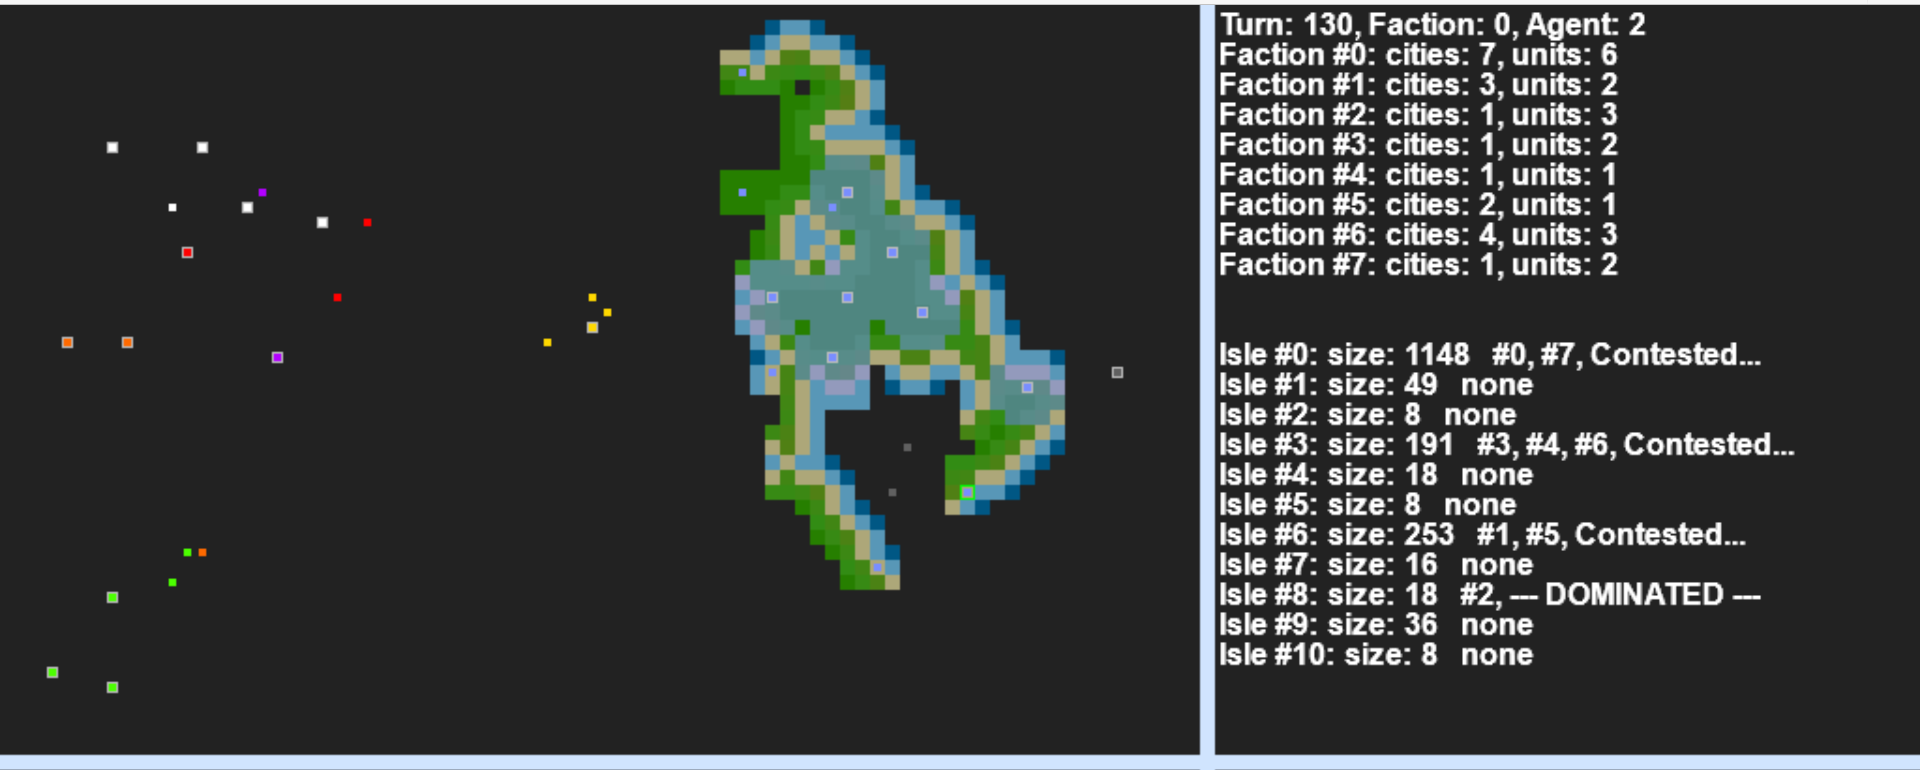 Turn: 130, Faction: 0, Agent: 2
Faction #0: cities: 7, units: 6
Faction #1: cities: 3, units: 2
Faction #2: cities: 1, units: 3
Faction #3: cities: 1, units: 2
Faction #4: cities: 1, units: 1
Faction #5: cities: 2, units: 1
Faction #6: cities: 4, units: 3
Faction #7: cities: 1, units: 2
Isle #0: size: 1148 #0, #7, Contested...
Isle #1: size: 49 none
Isle #2: size: 8 none
Isle #3: size: 191 #3, #4, #6, Contested...
Isle #4: size: 18 none
Isle #5: size: 8 none
Isle #6: size: 253 #1, #5, Contested...
Isle #7: size: 16 none
Isle #8: size: 18 #2, --- DOMINATED ---
Isle #9: size: 36 none
Isle #10: size: 8 none